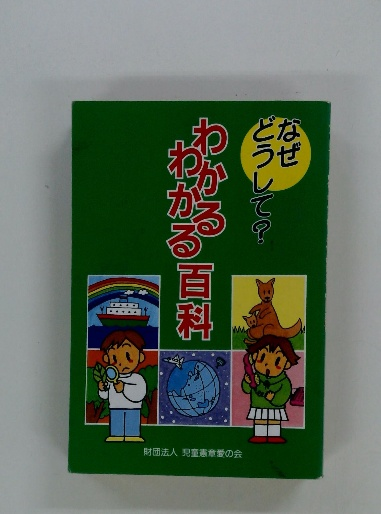 なぜ
どうして?
わかる
わかる百科
財団法人 児童憲章愛の会